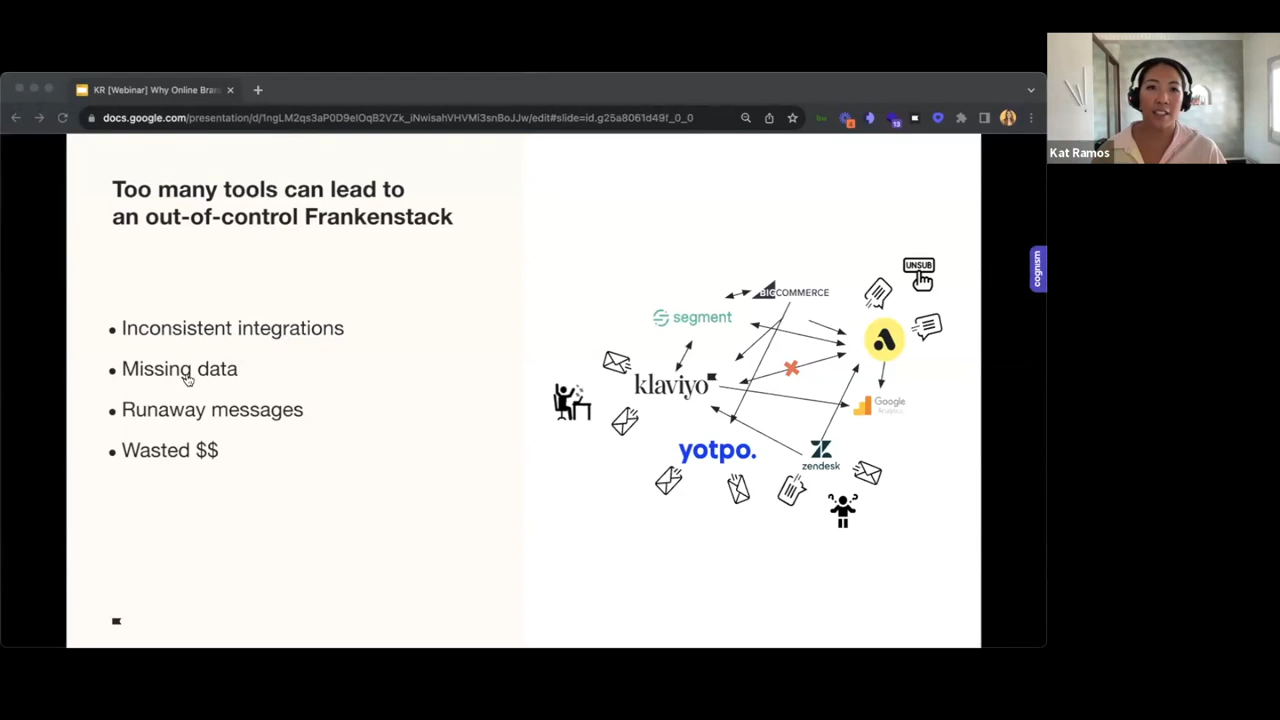 KR [Webinar] Why Online Bran
docs.google.com/presentation/d/1ngLM2qs3aP0D9eIOqB2VZk_iNwisahVHVMi3snBoJJw/edit#slide=id.g25a8061d49f_0_0
Kat Ramos
Too many tools can lead to
an out-of-control Frankenstack
• Inconsistent integrations
• Missing data
• Runaway messages
• Wasted $$
UNSUB
BIGCOMMERCE
segment
klaviyo
Google
Analytics
yotpo.
zendesk
cognism